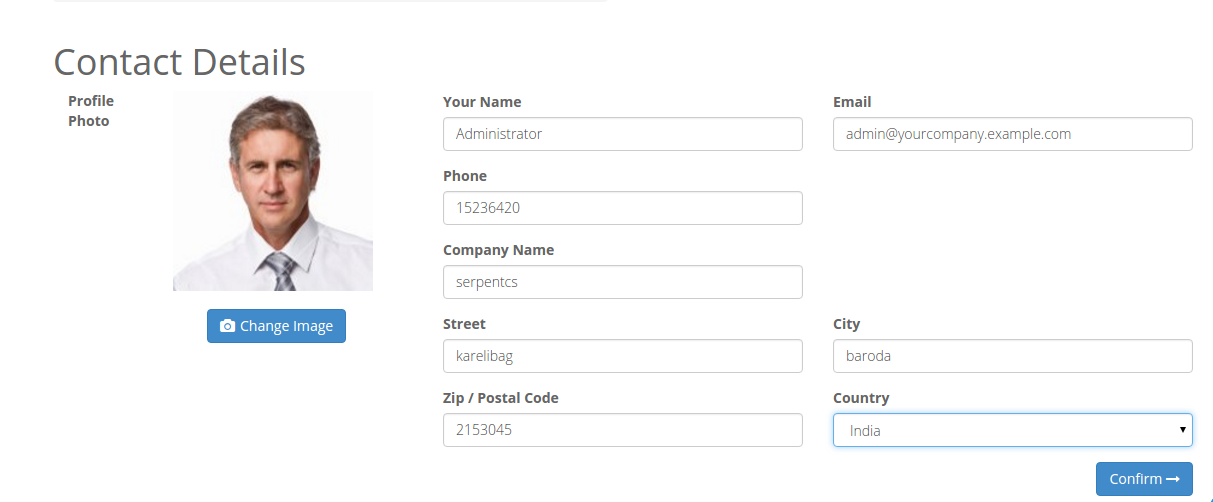 Contact Details
Profile
Photo
Change Image
Your Name
Administrator
Email
admin@yourcompany.example.com
Phone
15236420
Company Name
serpentcs
Street
karelibag
City
baroda
Zip / Postal Code
2153045
Country
India
Confirm